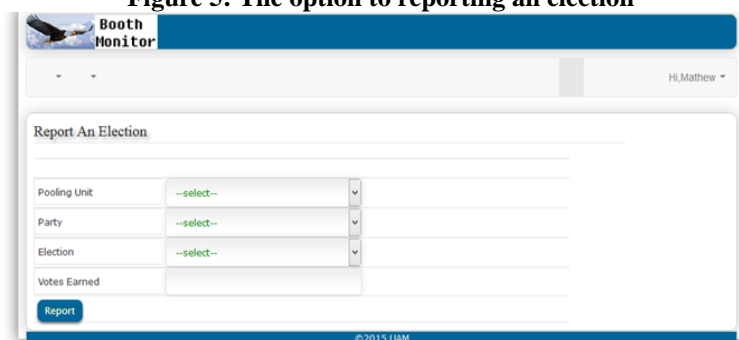 Figure 5: The option to reporting an election
Booth
Monitor
Hi,Mathew
Report An Election
Pooling Unit --select--
Party --select--
Election --select--
Votes Earned
Report
©2015 UAM